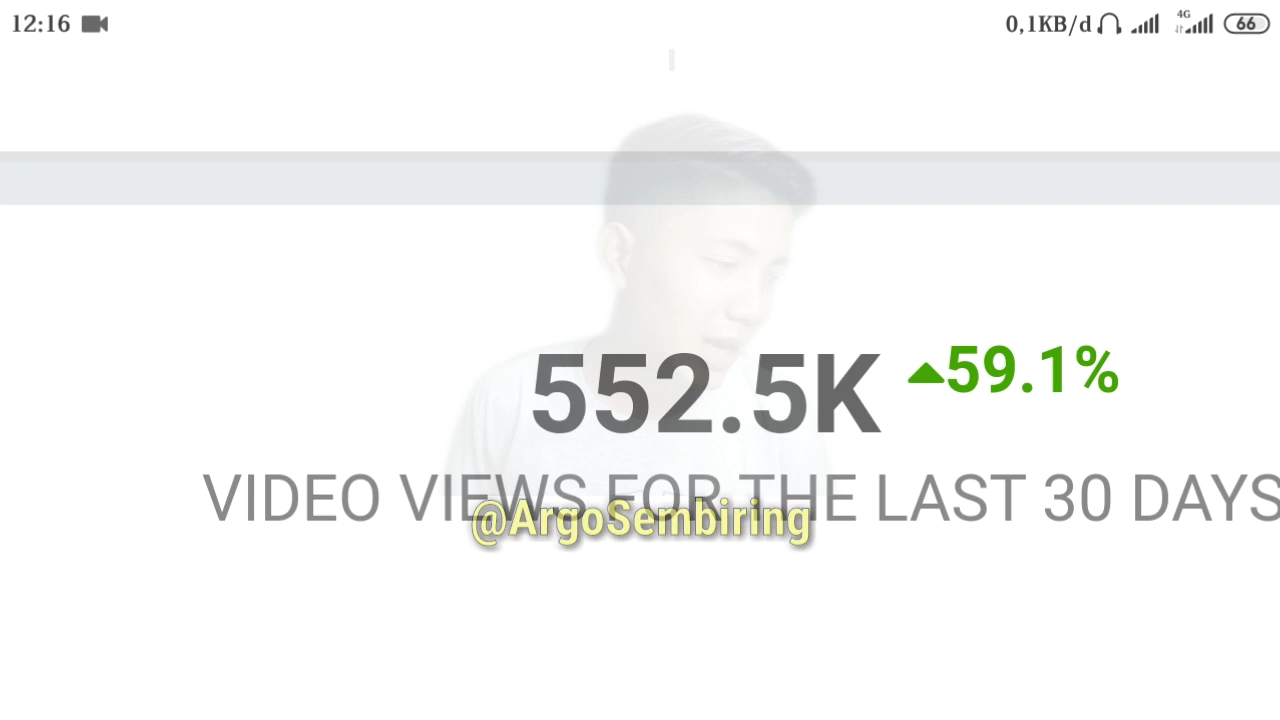 12:16
0,1KB/d
4G
66
552.5K
59.1%
VIDEO VIEWS FOR THE LAST 30 DAYS
@ArgoSembiring